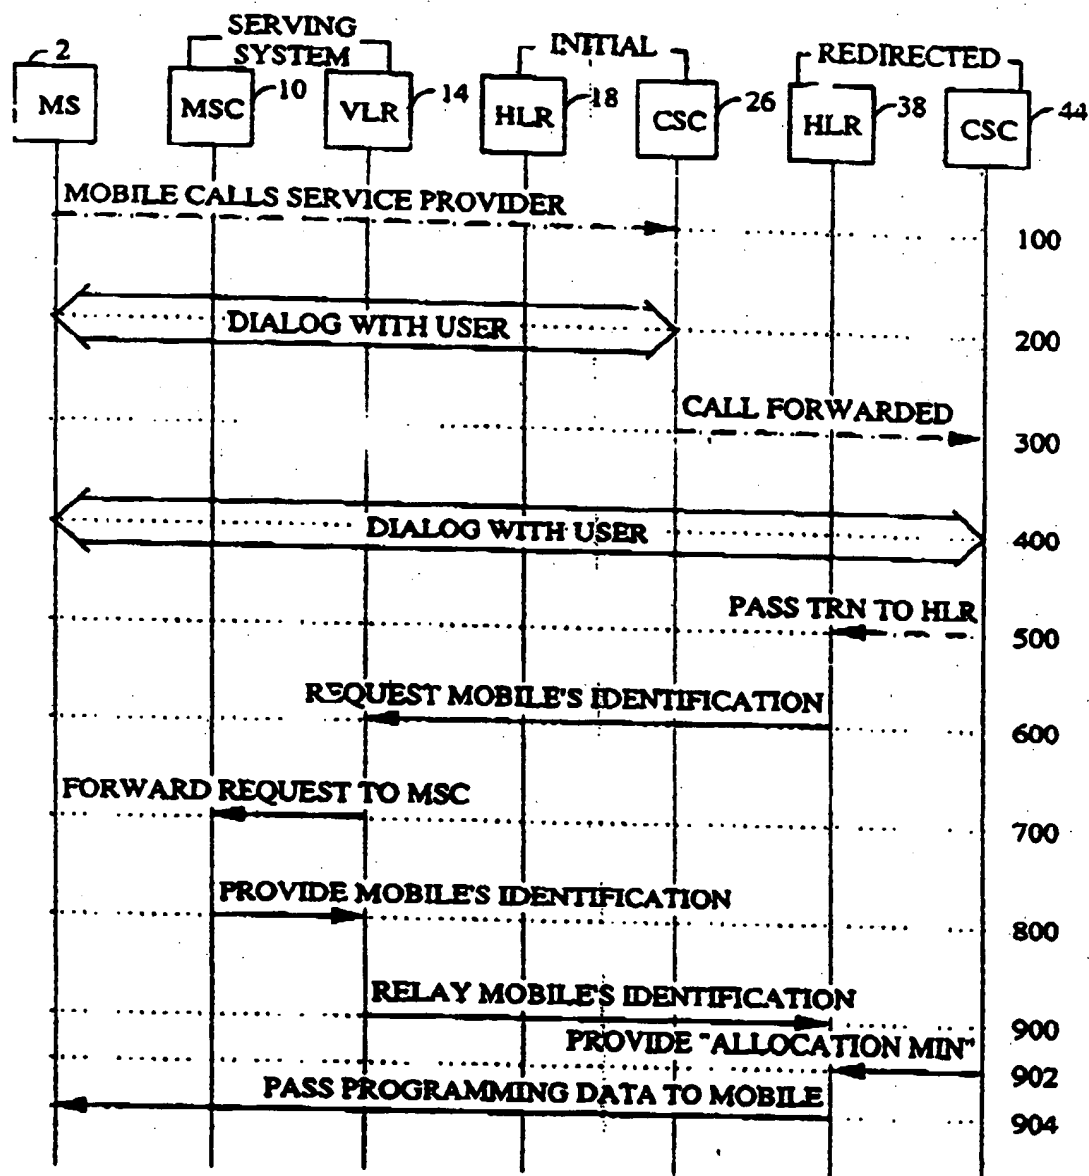 SERVING
SYSTEM
INITIAL
REDIRECTED
2
10
14
18
26
38
44
MS
MSC
VLR
HLR
CSC
HLR
CSC
MOBILE CALLS SERVICE PROVIDER
100
DIALOG WITH USER
200
CALL FORWARDED
300
DIALOG WITH USER
400
PASS TRN TO HLR
500
REQUEST MOBILE'S IDENTIFICATION
600
FORWARD REQUEST TO MSC
700
PROVIDE MOBILE'S IDENTIFICATION
800
RELAY MOBILE'S IDENTIFICATION
900
PROVIDE "ALLOCATION MIN"
902
PASS PROGRAMMING DATA TO MOBILE
904